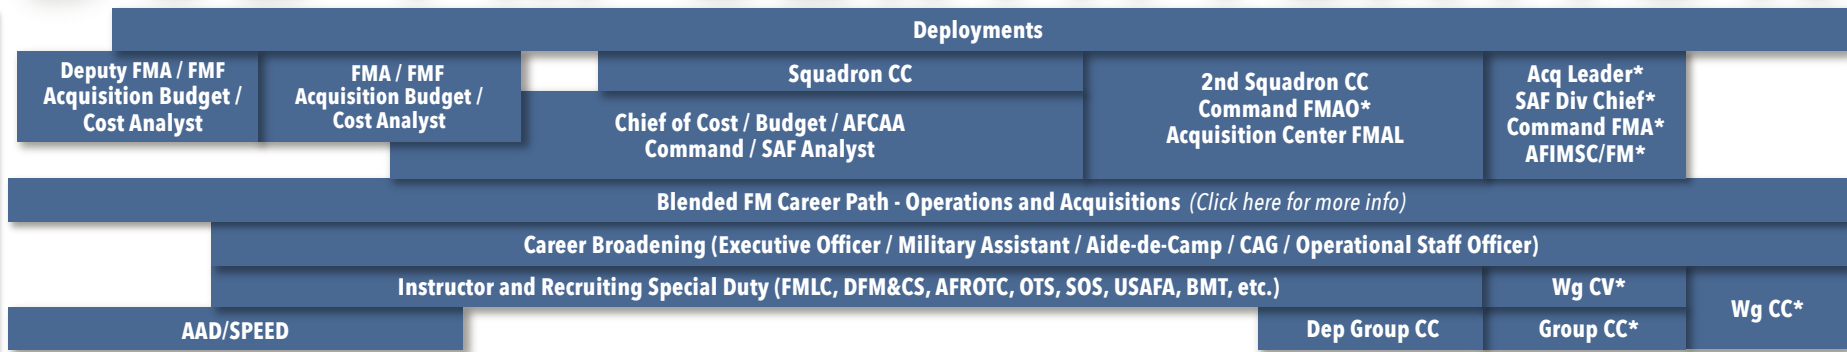 Deployments
Deputy FMA / FMF
Acquisition Budget /
Cost Analyst
FMA / FMF
Acquisition Budget /
Cost Analyst
Squadron CC
Chief of Cost / Budget / AFCAA
Command / SAF Analyst
2nd Squadron CC
Command FMAO*
Acquisition Center FMAL
Acq Leader*
SAF Div Chief*
Command FMA*
AFIMSC/FM*
Blended FM Career Path - Operations and Acquisitions (Click here for more info)
Career Broadening (Executive Officer / Military Assistant / Aide-de-Camp / CAG / Operational Staff Officer)
Instructor and Recruiting Special Duty (FMLC, DFM&CS, AFROTC, OTS, SOS, USAFA, BMT, etc.)
Wg CV*
Wg CC*
AAD/SPEED
Dep Group CC
Group CC*